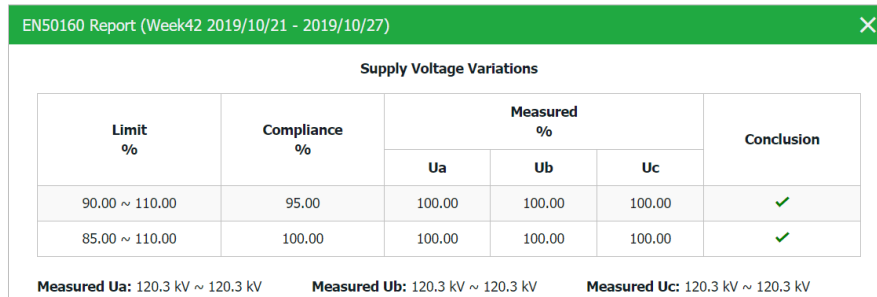 EN50160 Report (Week42 2019/10/21 - 2019/10/27)
Supply Voltage Variations
Limit % Compliance % Measured % Conclusion
Ua Ub Uc
90.00 ~ 110.00 95.00 100.00 100.00 100.00 ✓
85.00 ~ 110.00 100.00 100.00 100.00 100.00 ✓
Measured Ua: 120.3 kV ~ 120.3 kV Measured Ub: 120.3 kV ~ 120.3 kV Measured Uc: 120.3 kV ~ 120.3 kV